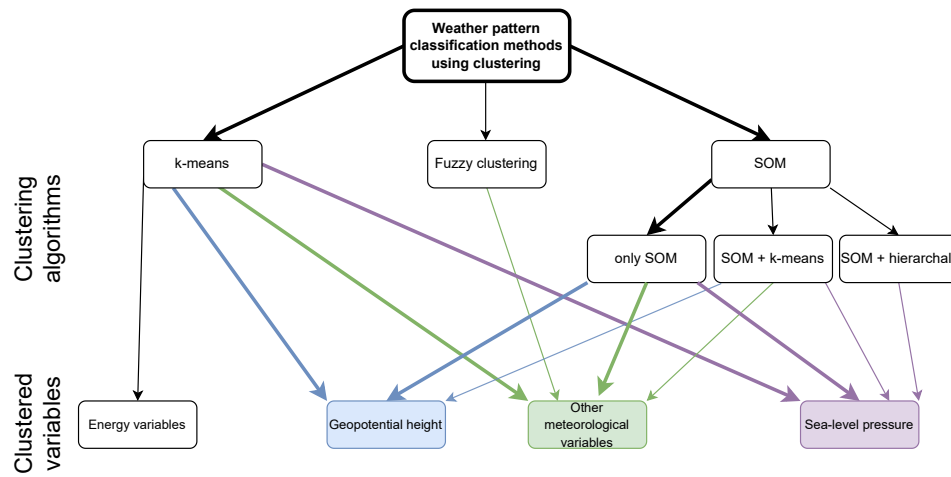 Weather pattern
classification methods
using clustering
k-means
Fuzzy clustering
SOM
Clustering
algorithms
only SOM
SOM + k-means
SOM + hierarchal
Clustered
variables
Energy variables
Geopotential height
Other
meteorological
variables
Sea-level pressure